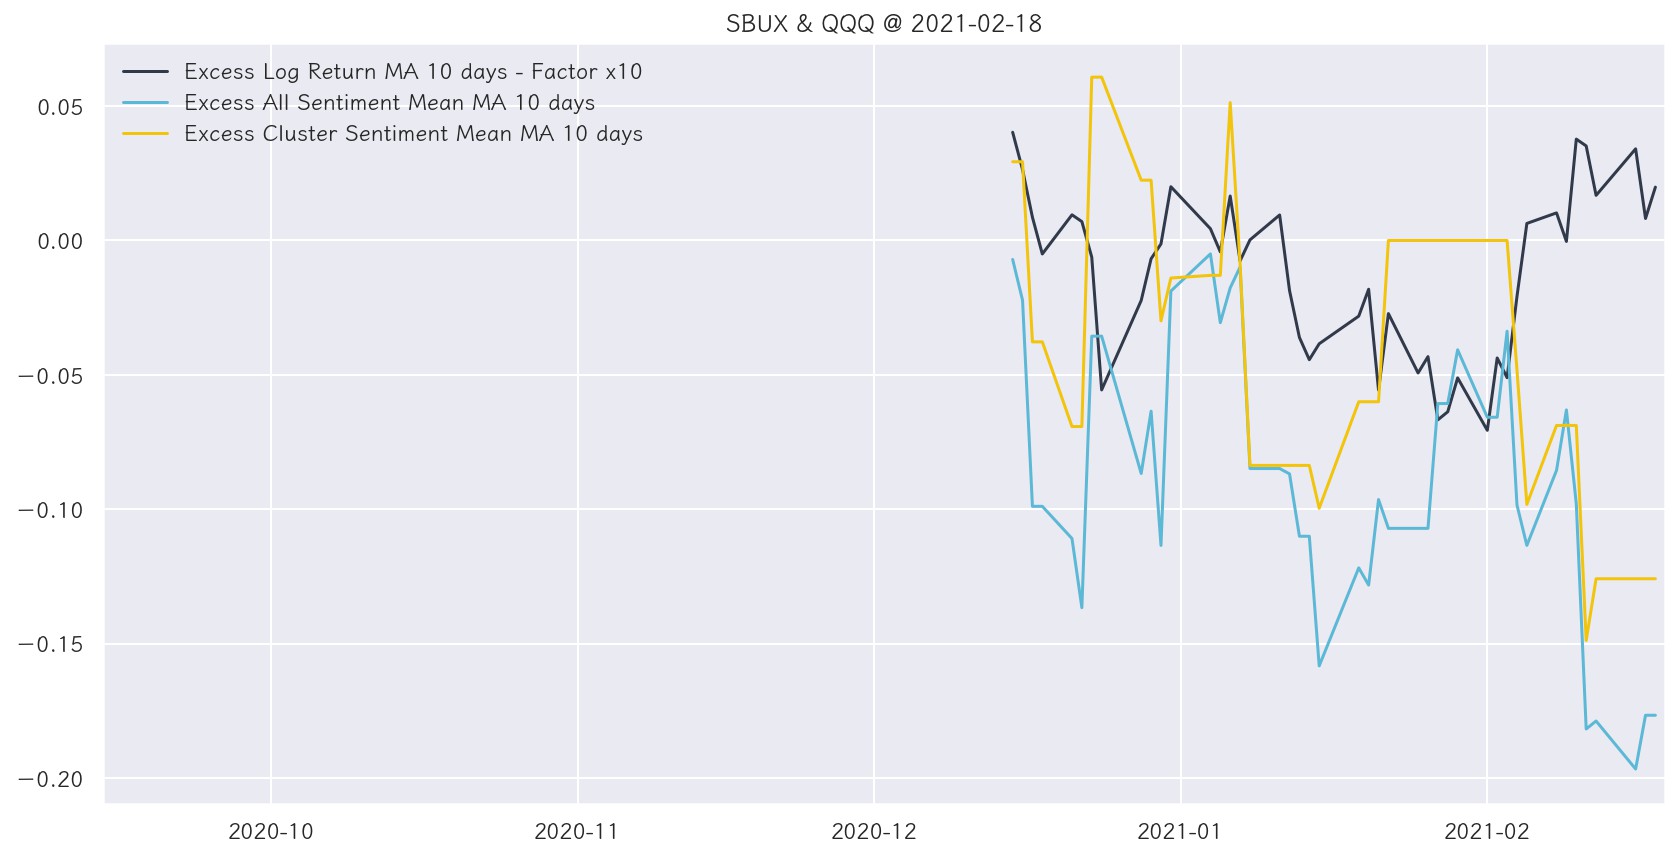 SBUX & QQQ @ 2021-02-18
Excess Log Return MA 10 days - Factor x10
Excess All Sentiment Mean MA 10 days
Excess Cluster Sentiment Mean MA 10 days
0.05
0.00
−0.05
−0.10
−0.15
−0.20
2020-10 2020-11 2020-12 2021-01 2021-02